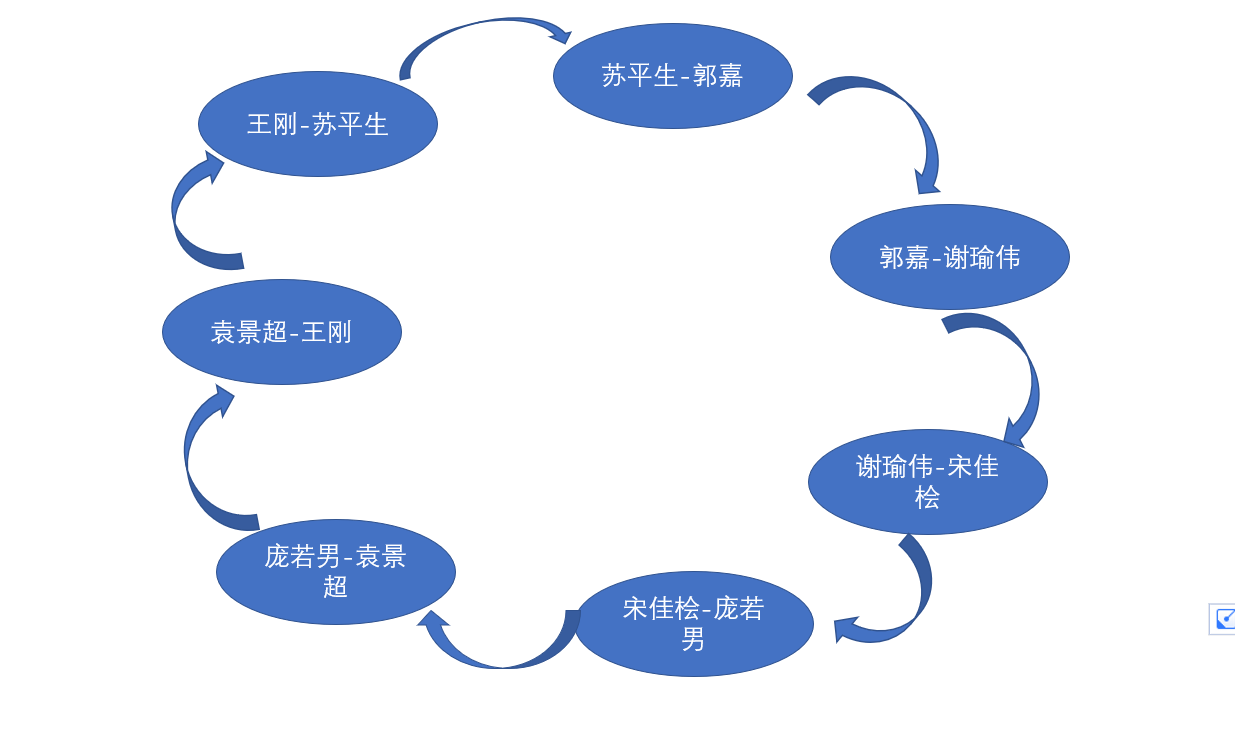 苏平生-郭嘉
王刚-苏平生
郭嘉-谢瑜伟
袁景超-王刚
谢瑜伟-宋佳
桧
庞若男-袁景
超
宋佳桧-庞若
男